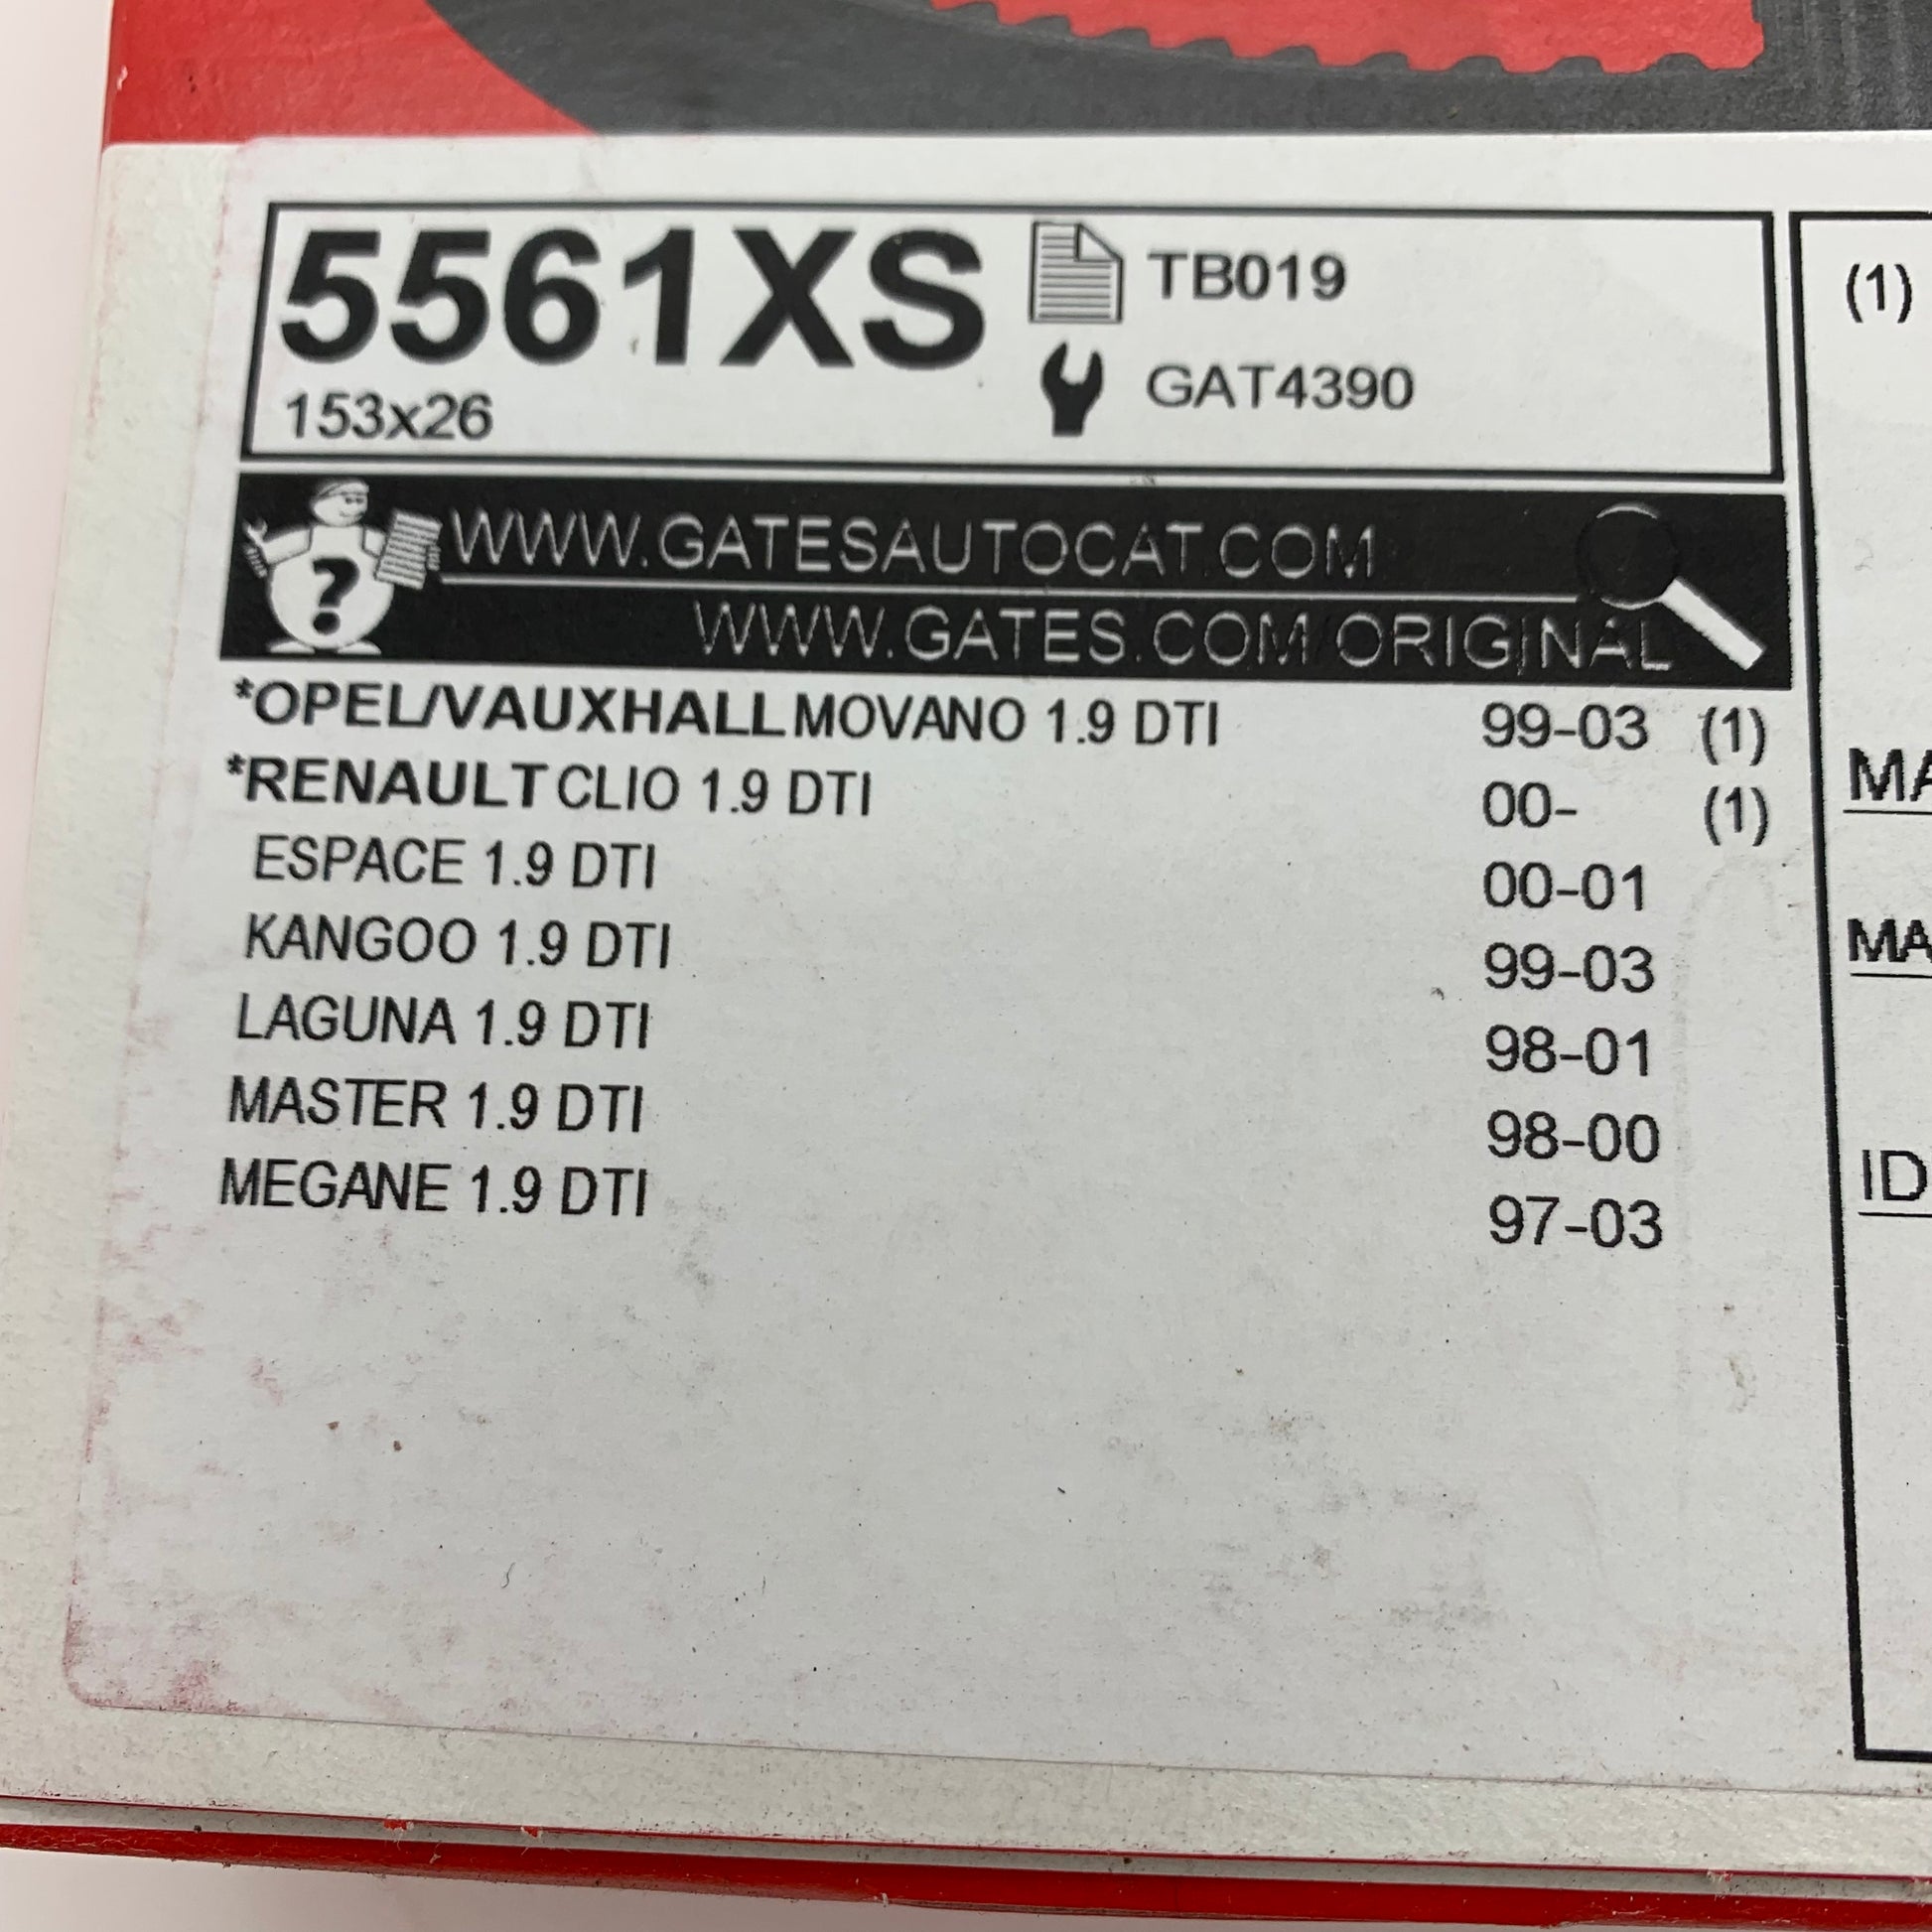 5561XS
153x26
TB019
GAT4390
?
WWW.GATESAUTOCAT.COM
WWW.GATES.COM/ORIGINAL
*OPEL/VAUXHALL MOVANO 1.9 DTI 99-03 (1)
*RENAULT CLIO 1.9 DTI 00- (1)
ESPACE 1.9 DTI 00-01
KANGOO 1.9 DTI 99-03
LAGUNA 1.9 DTI 98-01
MASTER 1.9 DTI 98-00
MEGANE 1.9 DTI 97-03
(1)